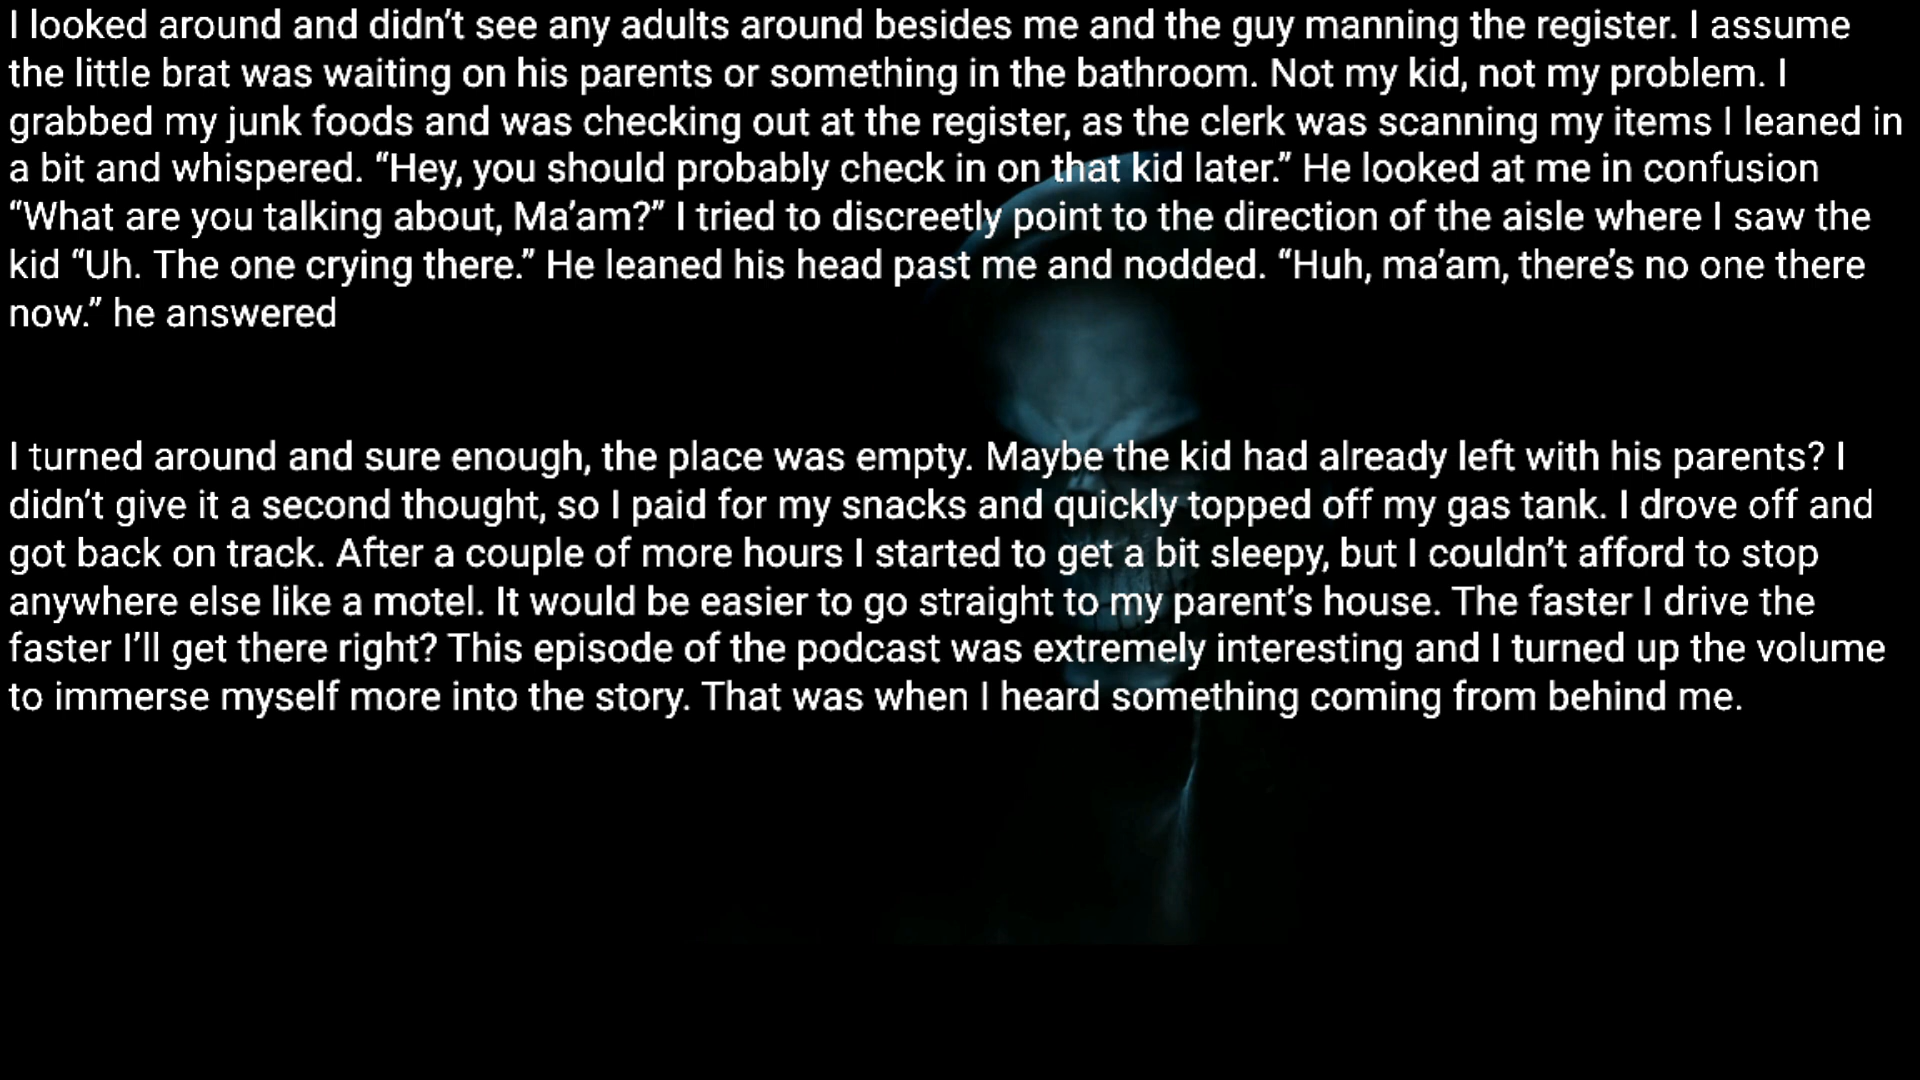 I looked around and didn’t see any adults around besides me and the guy manning the register. I assume
the little brat was waiting on his parents or something in the bathroom. Not my kid, not my problem. I
grabbed my junk foods and was checking out at the register, as the clerk was scanning my items I leaned in
a bit and whispered. “Hey, you should probably check in on that kid later.” He looked at me in confusion
“What are you talking about, Ma’am?” I tried to discreetly point to the direction of the aisle where I saw the
kid “Uh. The one crying there.” He leaned his head past me and nodded. “Huh, ma’am, there’s no one there
now.” he answered
I turned around and sure enough, the place was empty. Maybe the kid had already left with his parents? I
didn’t give it a second thought, so I paid for my snacks and quickly topped off my gas tank. I drove off and
got back on track. After a couple of more hours I started to get a bit sleepy, but I couldn’t afford to stop
anywhere else like a motel. It would be easier to go straight to my parent’s house. The faster I drive the
faster I’ll get there right? This episode of the podcast was extremely interesting and I turned up the volume
to immerse myself more into the story. That was when I heard something coming from behind me.